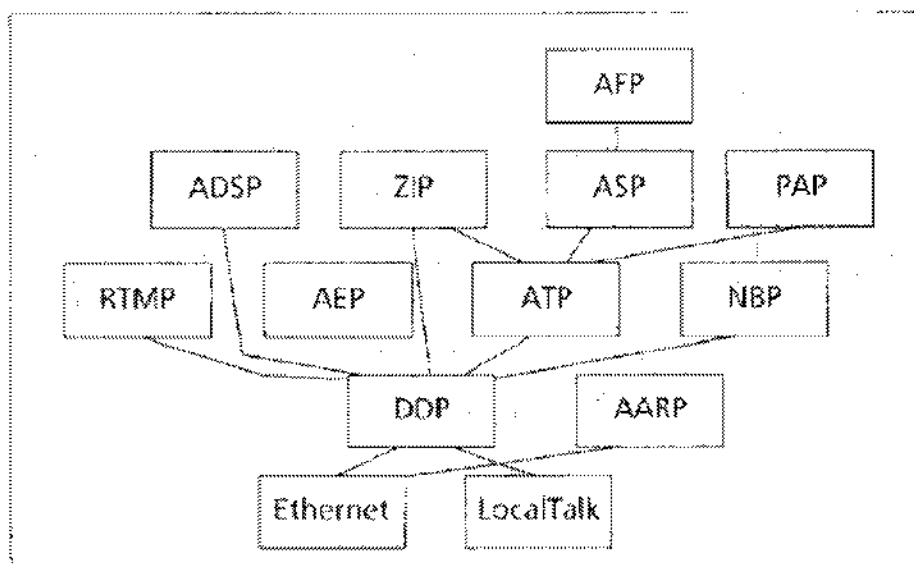 AFP
ADSP ZIP ASP PAP
RTMP AEP ATP NBP
DDP AARP
Ethernet LocalTalk